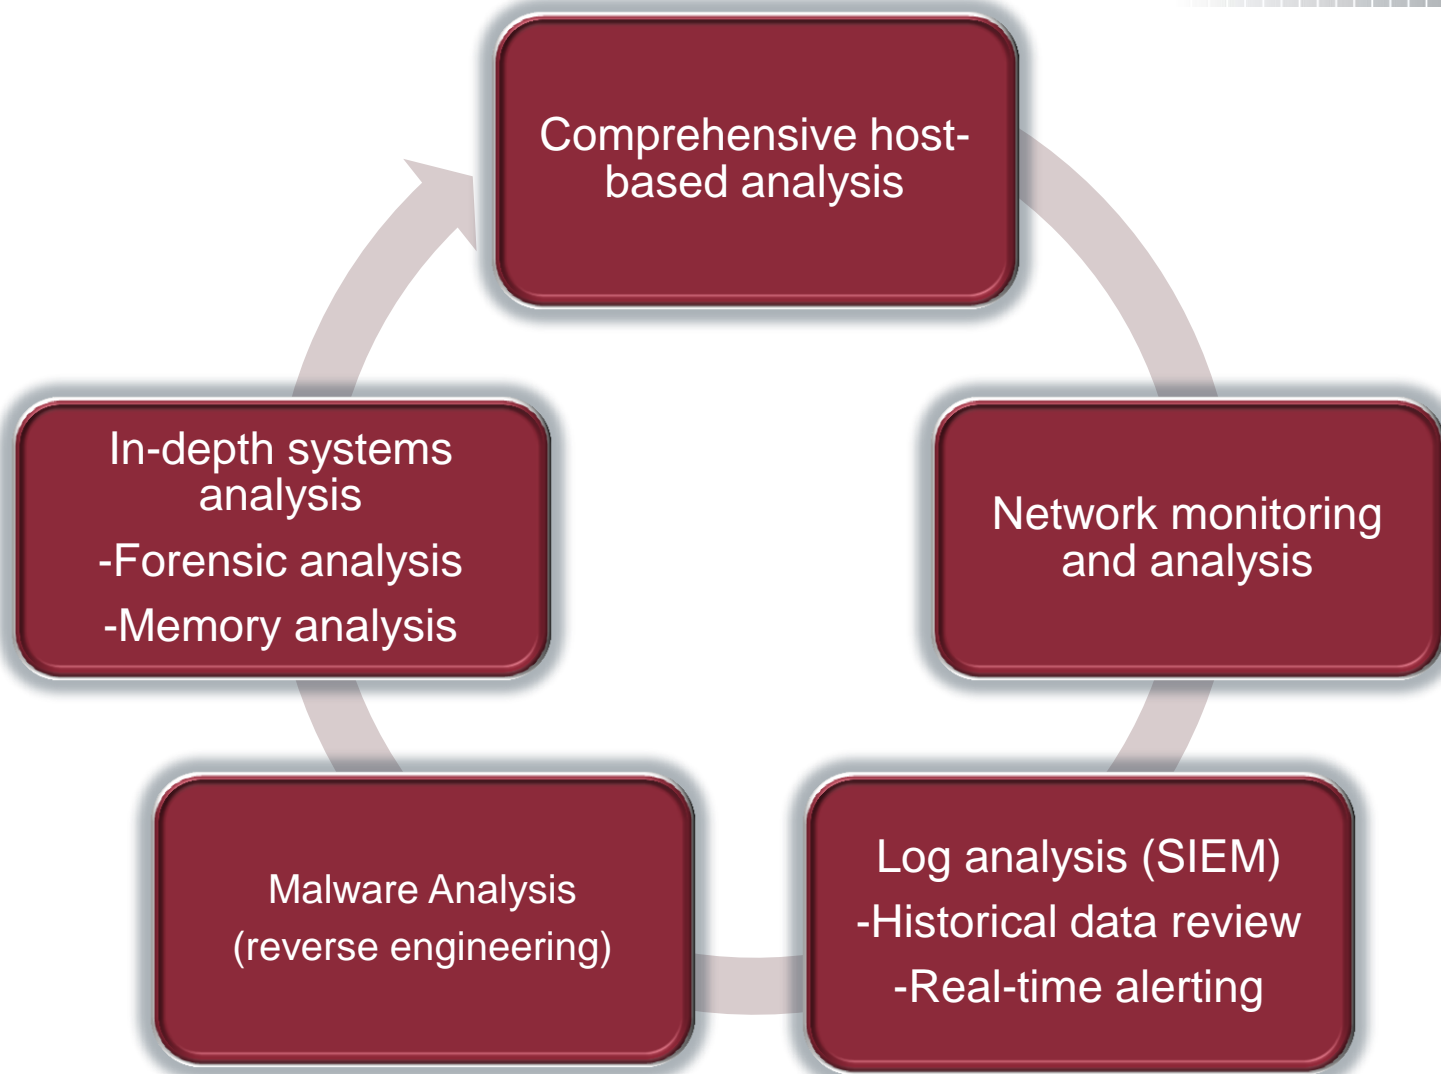 Comprehensive host-
based analysis
Network monitoring
and analysis
Log analysis (SIEM)
-Historical data review
-Real-time alerting
Malware Analysis
(reverse engineering)
In-depth systems
analysis
-Forensic analysis
-Memory analysis